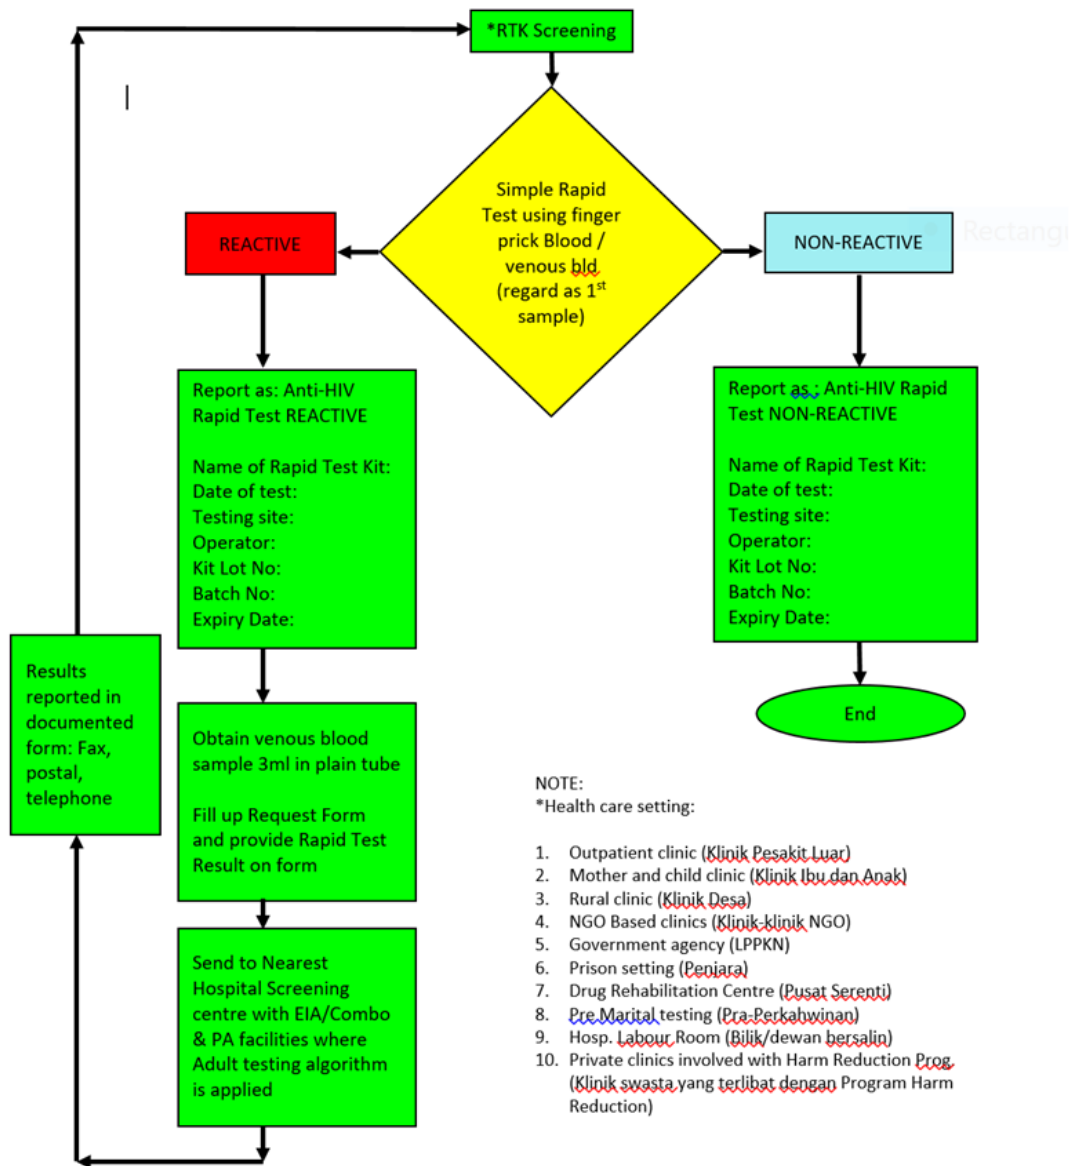 *RTK Screening
Simple Rapid
Test using finger
prick Blood /
venous bld
(regard as 1st
sample)
REACTIVE
NON-REACTIVE
Rectang
Report as: Anti-HIV
Rapid Test REACTIVE
Name of Rapid Test Kit:
Date of test:
Testing site:
Operator:
Kit Lot No:
Batch No:
Expiry Date:
Report as : Anti-HIV Rapid
Test NON-REACTIVE
Name of Rapid Test Kit:
Date of test:
Testing site:
Operator:
Kit Lot No:
Batch No:
Expiry Date:
Results
reported in
documented
form: Fax,
postal,
telephone
Obtain venous blood
sample 3ml in plain tube
Fill up Request Form
and provide Rapid Test
Result on form
End
Send to Nearest
Hospital Screening
centre with EIA/Combo
& PA facilities where
Adult testing algorithm
is applied
NOTE:
*Health care setting:
1. Outpatient clinic (Klinik Pesakit Luar)
2. Mother and child clinic (Klinik Ibu dan Anak)
3. Rural clinic (Klinik Desa)
4. NGO Based clinics (Klinik-klinik NGO)
5. Government agency (LPPKN)
6. Prison setting (Penjara)
7. Drug Rehabilitation Centre (Pusat Serenti)
8. Pre Marital testing (Pra-Perkahwinan)
9. Hosp. Labour Room (Bilik/dewan bersalin)
10. Private clinics involved with Harm Reduction Prog.
(Klinik swasta yang terlibat dengan Program Harm
Reduction)